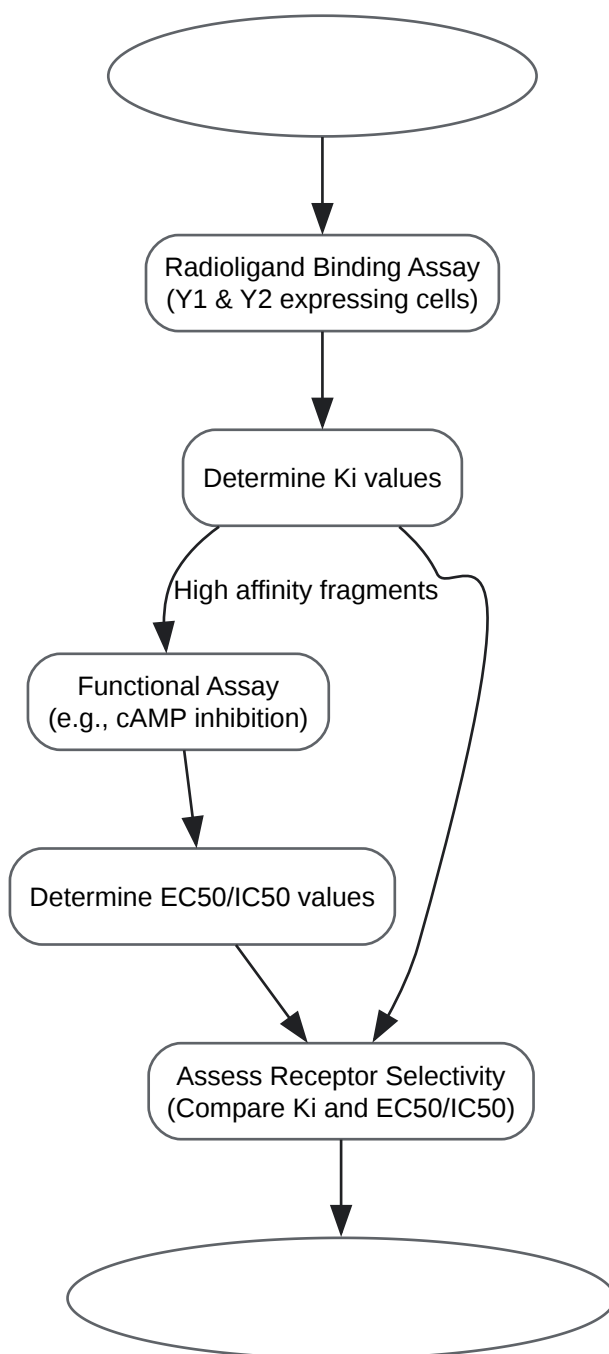 Radioligand Binding Assay
(Y1 & Y2 expressing cells)
Determine Ki values
High affinity fragments
Functional Assay
(e.g., cAMP inhibition)
Determine EC50/IC50 values
Assess Receptor Selectivity
(Compare Ki and EC50/IC50)